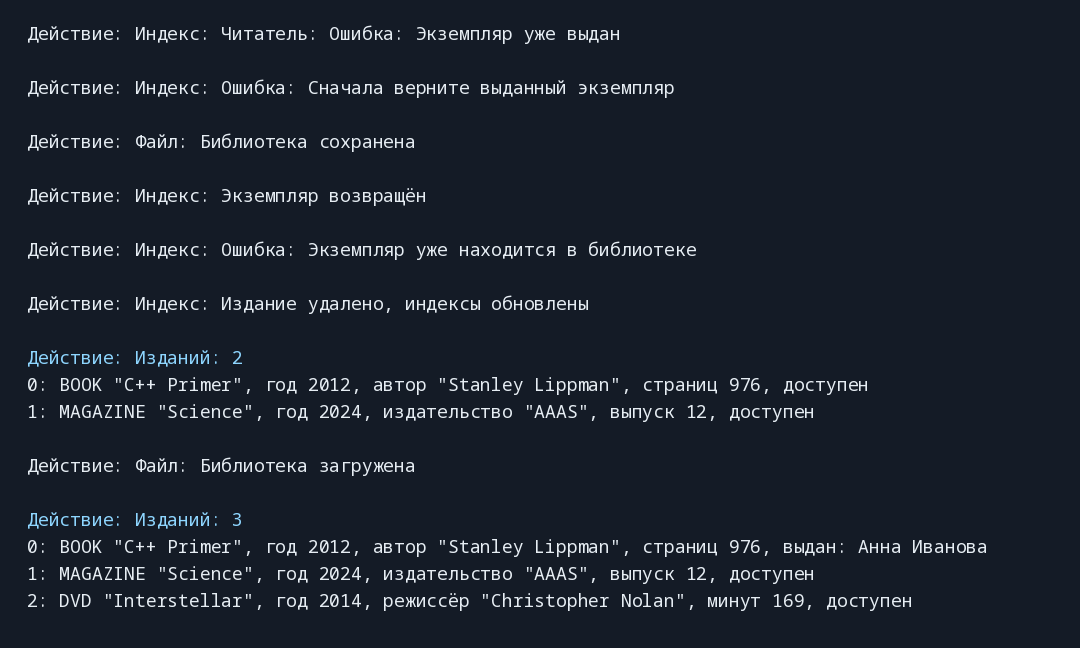 Действие: Индекс: Читатель: Ошибка: Экземпляр уже выдан
Действие: Индекс: Ошибка: Сначала верните выданный экземпляр
Действие: Файл: Библиотека сохранена
Действие: Индекс: Экземпляр возвращён
Действие: Индекс: Ошибка: Экземпляр уже находится в библиотеке
Действие: Индекс: Издание удалено, индексы обновлены
Действие: Изданий: 2
0: BOOK "C++ Primer", год 2012, автор "Stanley Lippman", страниц 976, доступен
1: MAGAZINE "Science", год 2024, издательство "AAAS", выпуск 12, доступен
Действие: Файл: Библиотека загружена
Действие: Изданий: 3
0: BOOK "C++ Primer", год 2012, автор "Stanley Lippman", страниц 976, выдан: Анна Иванова
1: MAGAZINE "Science", год 2024, издательство "AAAS", выпуск 12, доступен
2: DVD "Interstellar", год 2014, режиссёр "Christopher Nolan", минут 169, доступен